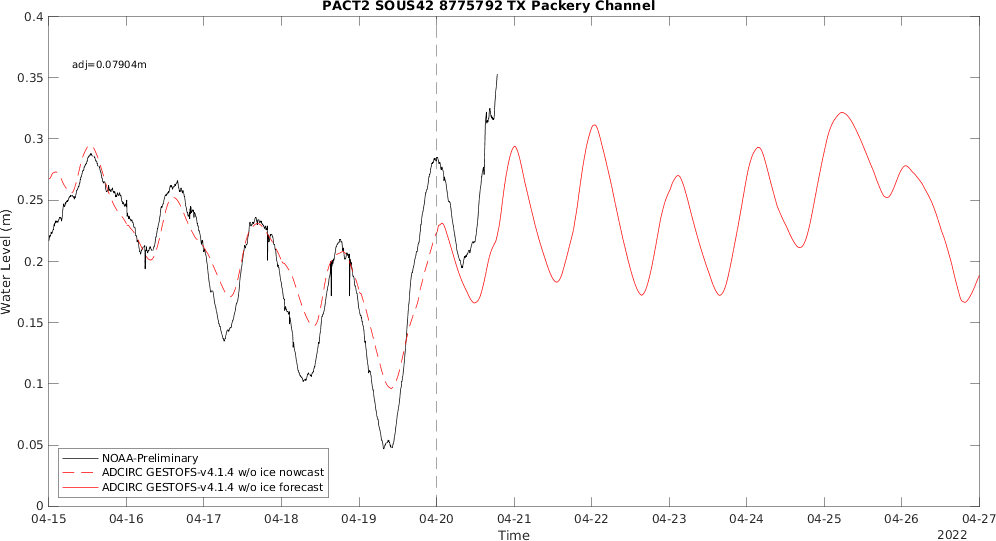 PACT2 SOUS42 8775792 TX Packery Channel
0.4
adj=0.07904m
0.35
0.3
0.25
0.2
0.15
0.1
0.05
0
Water Level (m)
NOAA-Preliminary
ADCIRC GESTOFS-v4.1.4 w/o ice nowcast
ADCIRC GESTOFS-v4.1.4 w/o ice forecast
04-15 04-16 04-17 04-18 04-19 04-20 04-21 04-22 04-23 04-24 04-25 04-26 04-27
Time
2022